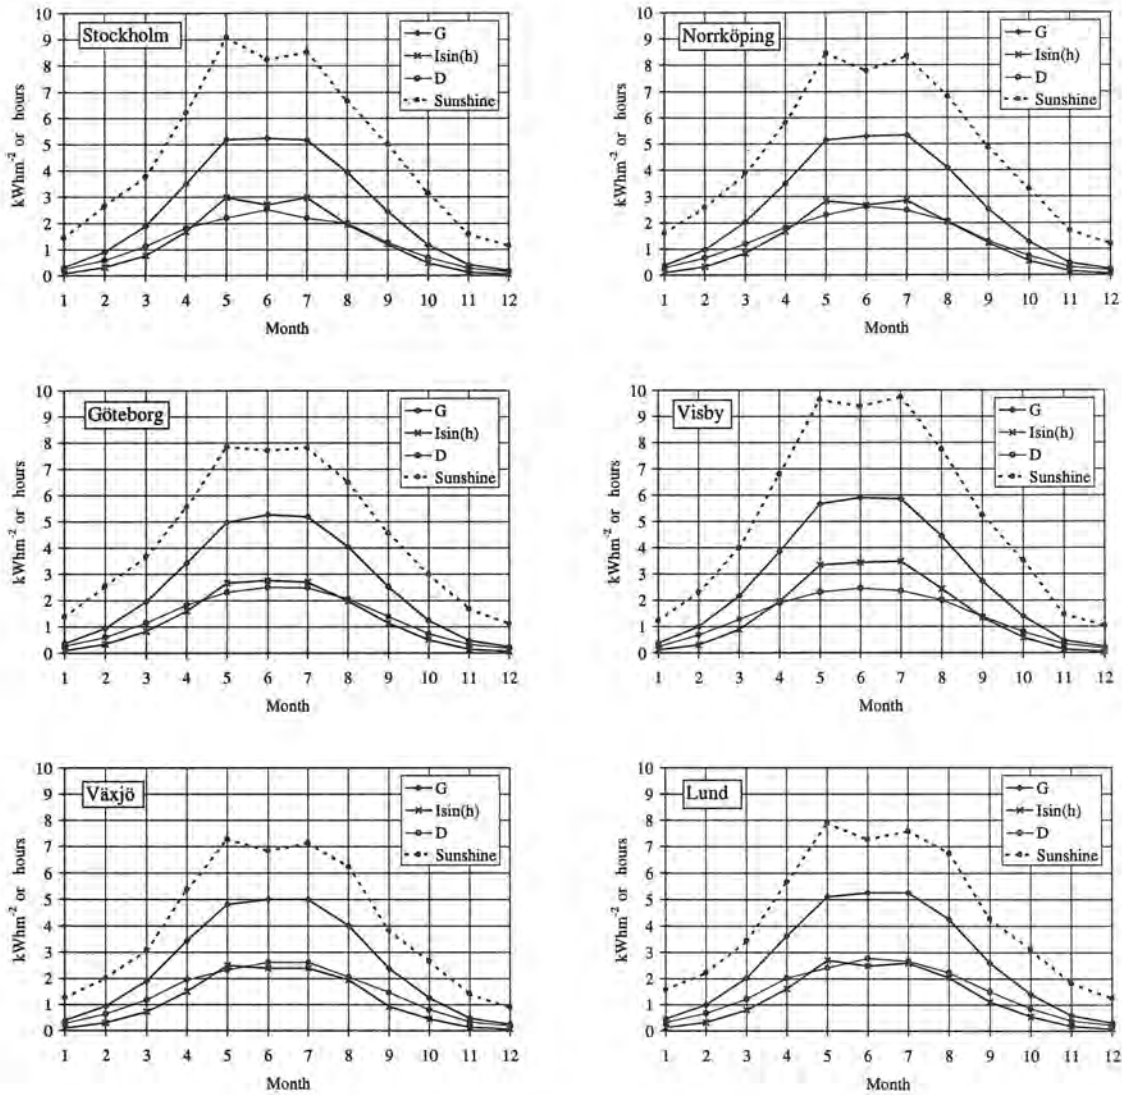 Stockholm
G
Isin(h)
D
Sunshine
kWhm⁻² or hours
10
9
8
7
6
5
4
3
2
1
0
1 2 3 4 5 6 7 8 9 10 11 12
Month
Norrköping
G
Isin(h)
D
Sunshine
kWhm⁻² or hours
10
9
8
7
6
5
4
3
2
1
0
1 2 3 4 5 6 7 8 9 10 11 12
Month
Göteborg
G
Isin(h)
D
Sunshine
kWhm⁻² or hours
10
9
8
7
6
5
4
3
2
1
0
1 2 3 4 5 6 7 8 9 10 11 12
Month
Visby
G
Isin(h)
D
Sunshine
kWhm⁻² or hours
10
9
8
7
6
5
4
3
2
1
0
1 2 3 4 5 6 7 8 9 10 11 12
Month
Växjö
G
Isin(h)
D
Sunshine
kWhm⁻² or hours
10
9
8
7
6
5
4
3
2
1
0
1 2 3 4 5 6 7 8 9 10 11 12
Month
Lund
G
Isin(h)
D
Sunshine
kWhm⁻² or hours
10
9
8
7
6
5
4
3
2
1
0
1 2 3 4 5 6 7 8 9 10 11 12
Month